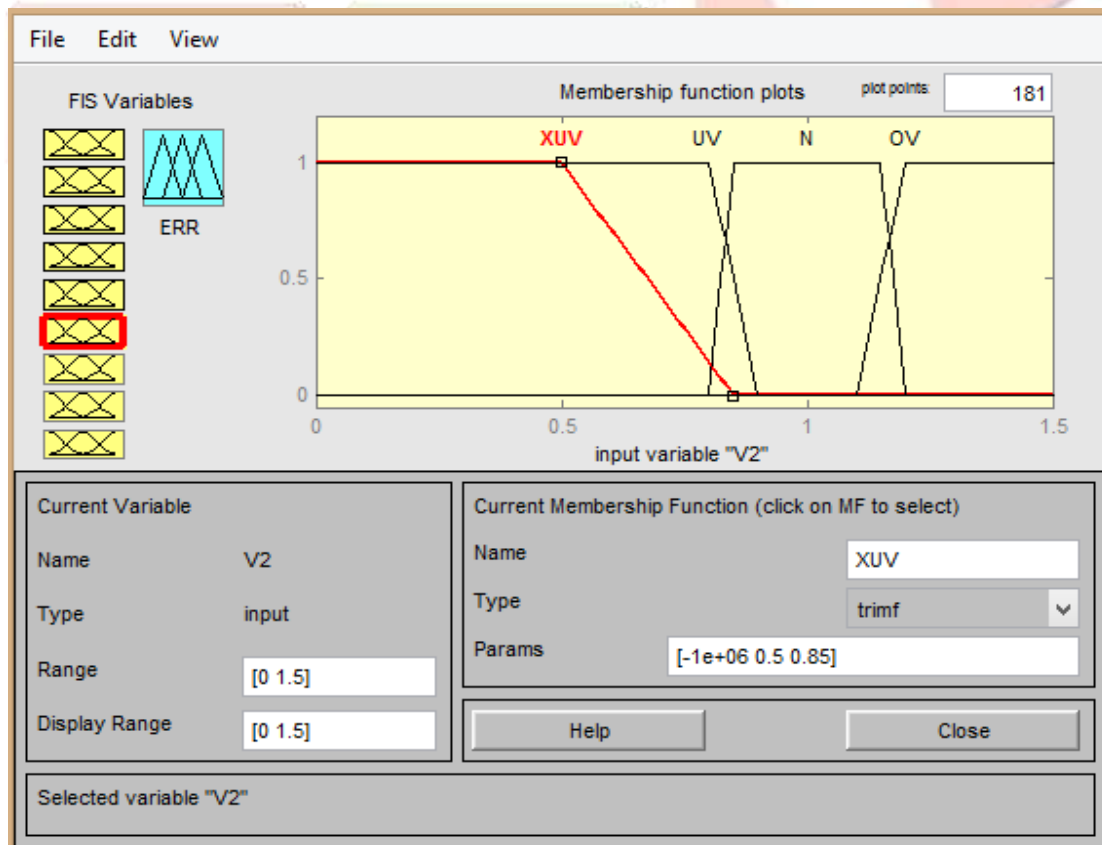 File Edit View
FIS Variables
Membership function plots plot points: 181
XUV UV N OV
ERR
1
0.5
0
0 0.5 1 1.5
input variable "V2"
Current Variable
Name V2
Type input
Range [0 1.5]
Display Range [0 1.5]
Current Membership Function (click on MF to select)
Name XUV
Type trimf
Params [-1e+06 0.5 0.85]
Help Close
Selected variable "V2"